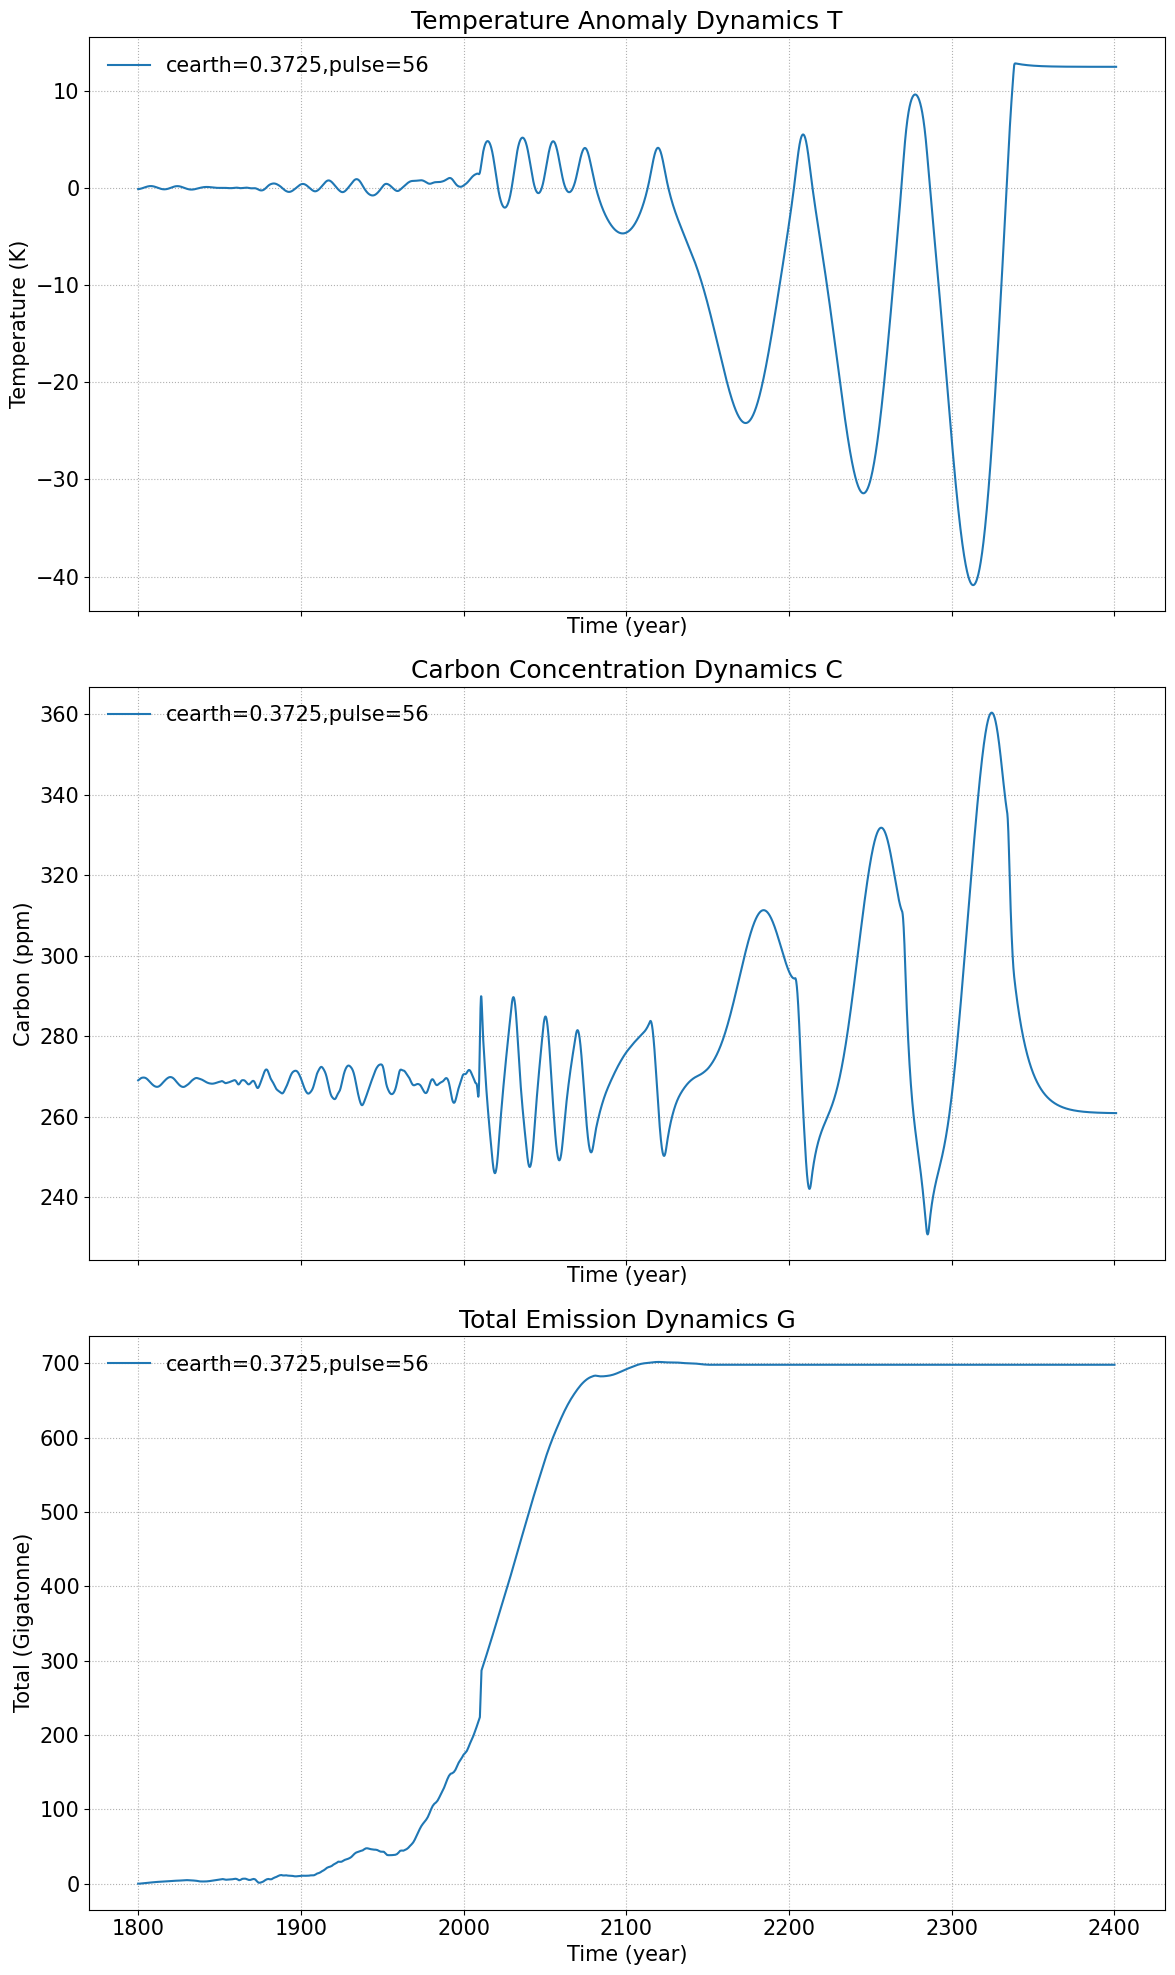 Temperature Anomaly Dynamics T
cearth=0.3725,pulse=56
10
0
−10
−20
−30
−40
Temperature (K)
Time (year)
Carbon Concentration Dynamics C
cearth=0.3725,pulse=56
360
340
320
300
280
260
240
Carbon (ppm)
Time (year)
Total Emission Dynamics G
cearth=0.3725,pulse=56
700
600
500
400
300
200
100
0
Total (Gigatonne)
1800 1900 2000 2100 2200 2300 2400
Time (year)